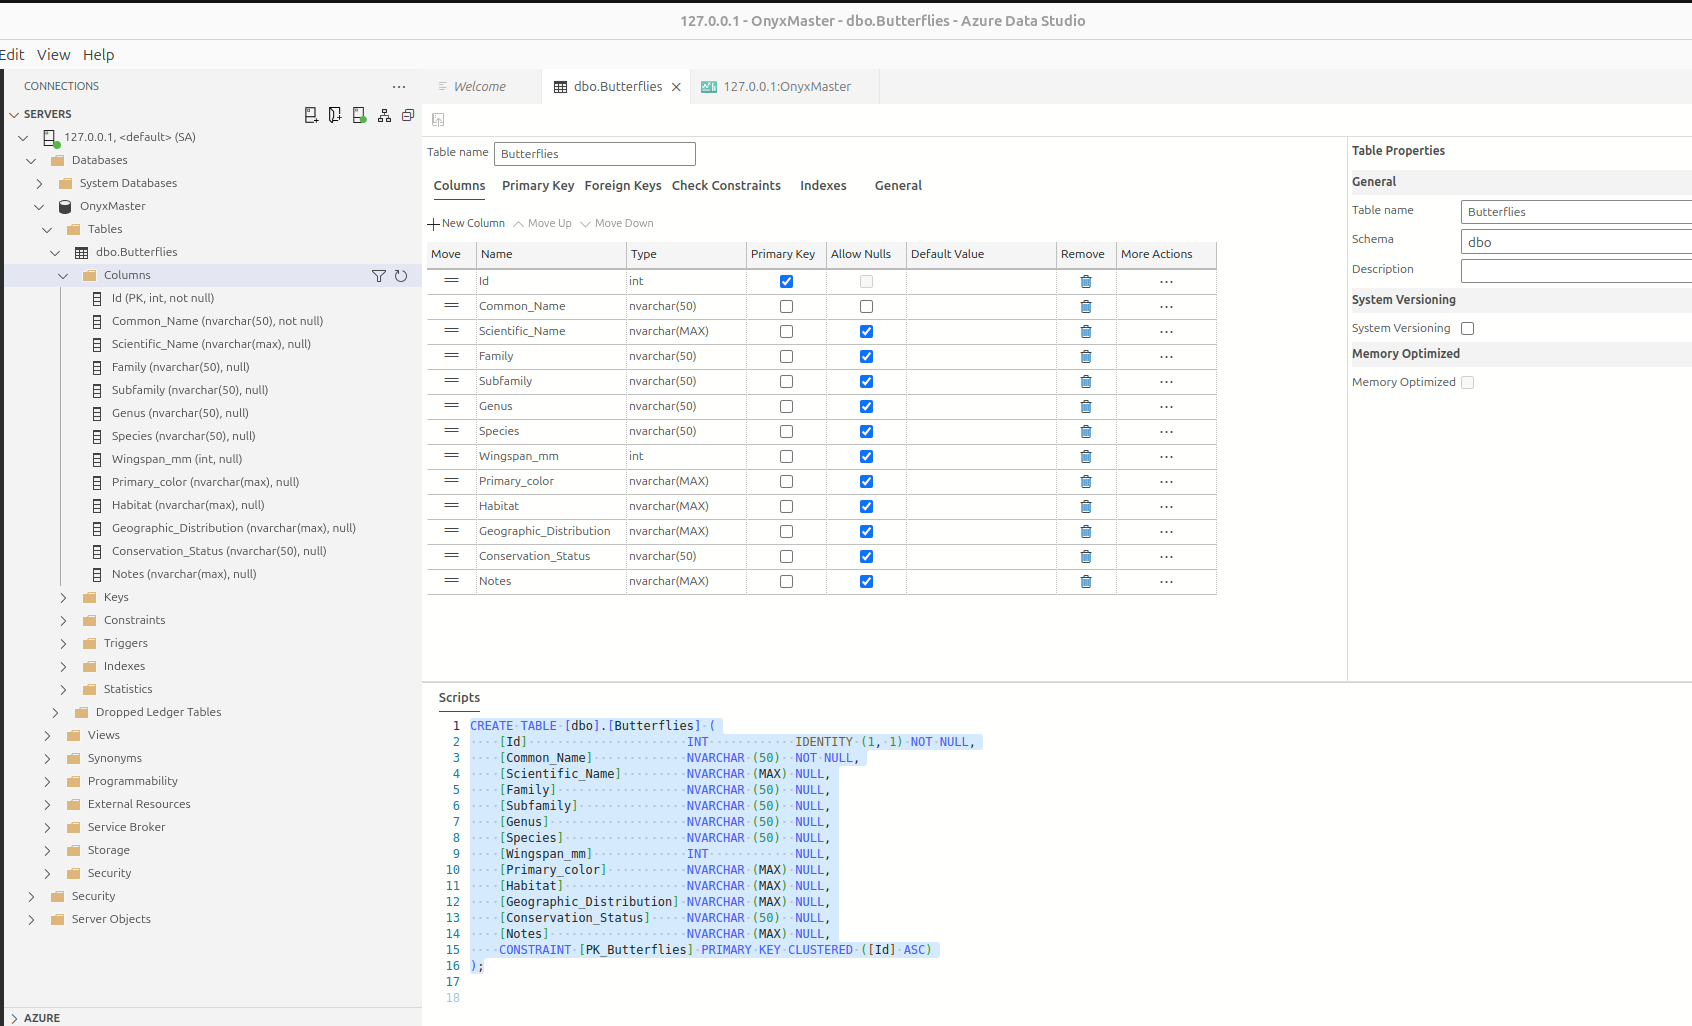 127.0.0.1 - OnyxMaster - dbo.Butterflies - Azure Data Studio
Edit View Help
CONNECTIONS
SERVERS
127.0.0.1, <default> (SA)
Databases
System Databases
OnyxMaster
Tables
dbo.Butterflies
Columns
Id (PK, int, not null)
Common_Name (nvarchar(50), not null)
Scientific_Name (nvarchar(max), null)
Family (nvarchar(50), null)
Subfamily (nvarchar(50), null)
Genus (nvarchar(50), null)
Species (nvarchar(50), null)
Wingspan_mm (int, null)
Primary_color (nvarchar(max), null)
Habitat (nvarchar(max), null)
Geographic_Distribution (nvarchar(max), null)
Conservation_Status (nvarchar(50), null)
Notes (nvarchar(max), null)
Keys
Constraints
Triggers
Indexes
Statistics
Dropped Ledger Tables
Views
Synonyms
Programmability
External Resources
Service Broker
Storage
Security
Security
Server Objects
AZURE
Welcome dbo.Butterflies 127.0.0.1:OnyxMaster
Table name Butterflies
Columns Primary Key Foreign Keys Check Constraints Indexes General
New Column Move Up Move Down
Move Name Type Primary Key Allow Nulls Default Value Remove More Actions
Id int
Common_Name nvarchar(50)
Scientific_Name nvarchar(MAX)
Family nvarchar(50)
Subfamily nvarchar(50)
Genus nvarchar(50)
Species nvarchar(50)
Wingspan_mm int
Primary_color nvarchar(MAX)
Habitat nvarchar(MAX)
Geographic_Distribution nvarchar(MAX)
Conservation_Status nvarchar(50)
Notes nvarchar(MAX)
Table Properties
General
Table name Butterflies
Schema dbo
Description
System Versioning
System Versioning
Memory Optimized
Memory Optimized
Scripts
1 CREATE TABLE [dbo].[Butterflies] (
2 [Id] INT IDENTITY (1, 1) NOT NULL,
3 [Common_Name] NVARCHAR (50) NOT NULL,
4 [Scientific_Name] NVARCHAR (MAX) NULL,
5 [Family] NVARCHAR (50) NULL,
6 [Subfamily] NVARCHAR (50) NULL,
7 [Genus] NVARCHAR (50) NULL,
8 [Species] NVARCHAR (50) NULL,
9 [Wingspan_mm] INT NULL,
10 [Primary_color] NVARCHAR (MAX) NULL,
11 [Habitat] NVARCHAR (MAX) NULL,
12 [Geographic_Distribution] NVARCHAR (MAX) NULL,
13 [Conservation_Status] NVARCHAR (50) NULL,
14 [Notes] NVARCHAR (MAX) NULL,
15 CONSTRAINT [PK_Butterflies] PRIMARY KEY CLUSTERED ([Id] ASC)
16 );
17
18